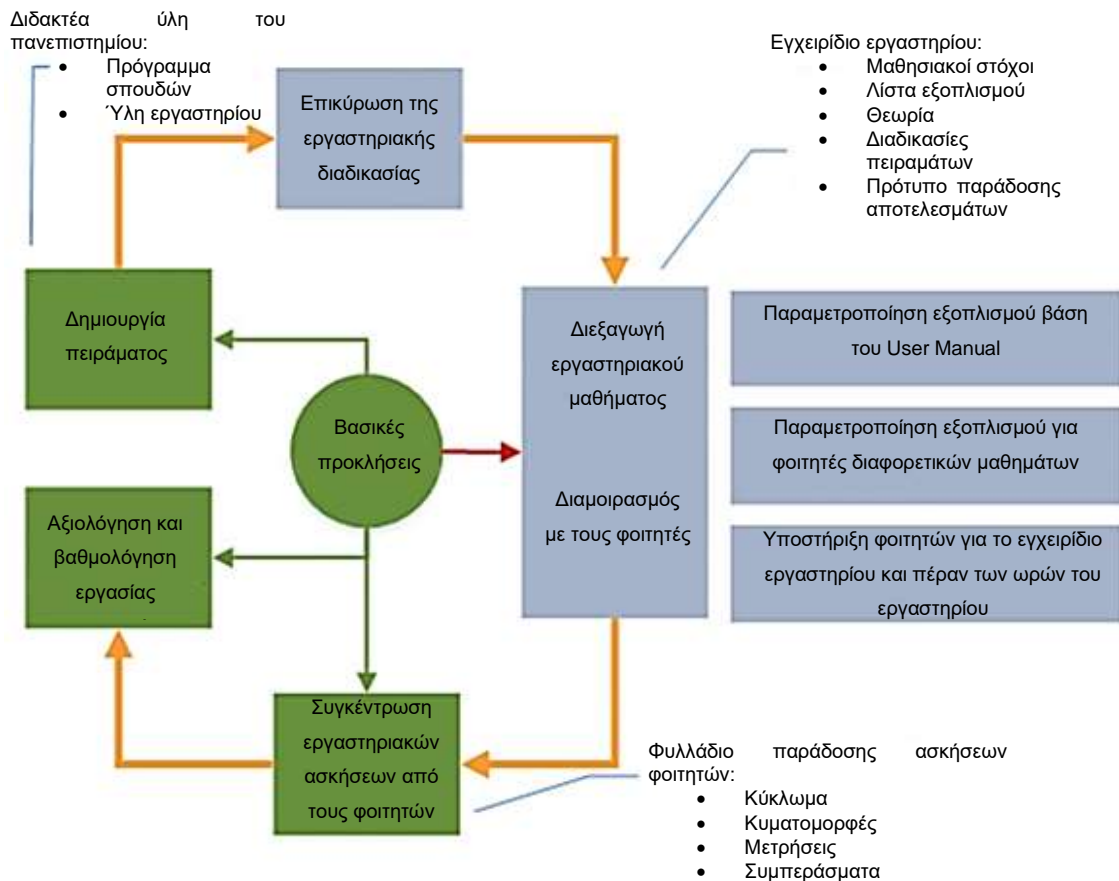 Διδακτέα ύλη του
πανεπιστημίου:
• Πρόγραμμα
σπουδών
• Ύλη εργαστηρίου
Επικύρωση της
εργαστηριακής
διαδικασίας
Εγχειρίδιο εργαστηρίου:
• Μαθησιακοί στόχοι
• Λίστα εξοπλισμού
• Θεωρία
• Διαδικασίες
πειραμάτων
• Πρότυπο παράδοσης
αποτελεσμάτων
Δημιουργία
πειράματος
Διεξαγωγή
εργαστηριακού
μαθήματος
Διαμοιρασμός
με τους φοιτητές
Παραμετροποίηση εξοπλισμού βάση
του User Manual
Παραμετροποίηση εξοπλισμού για
φοιτητές διαφορετικών μαθημάτων
Υποστήριξη φοιτητών για το εγχειρίδιο
εργαστηρίου και πέραν των ωρών του
εργαστηρίου
Βασικές
προκλήσεις
Αξιολόγηση και
βαθμολόγηση
εργασίας
Συγκέντρωση
εργαστηριακών
ασκήσεων από
τους φοιτητών
Φυλλάδιο παράδοσης ασκήσεων
φοιτητών:
• Κύκλωμα
• Κυματομορφές
• Μετρήσεις
• Συμπεράσματα